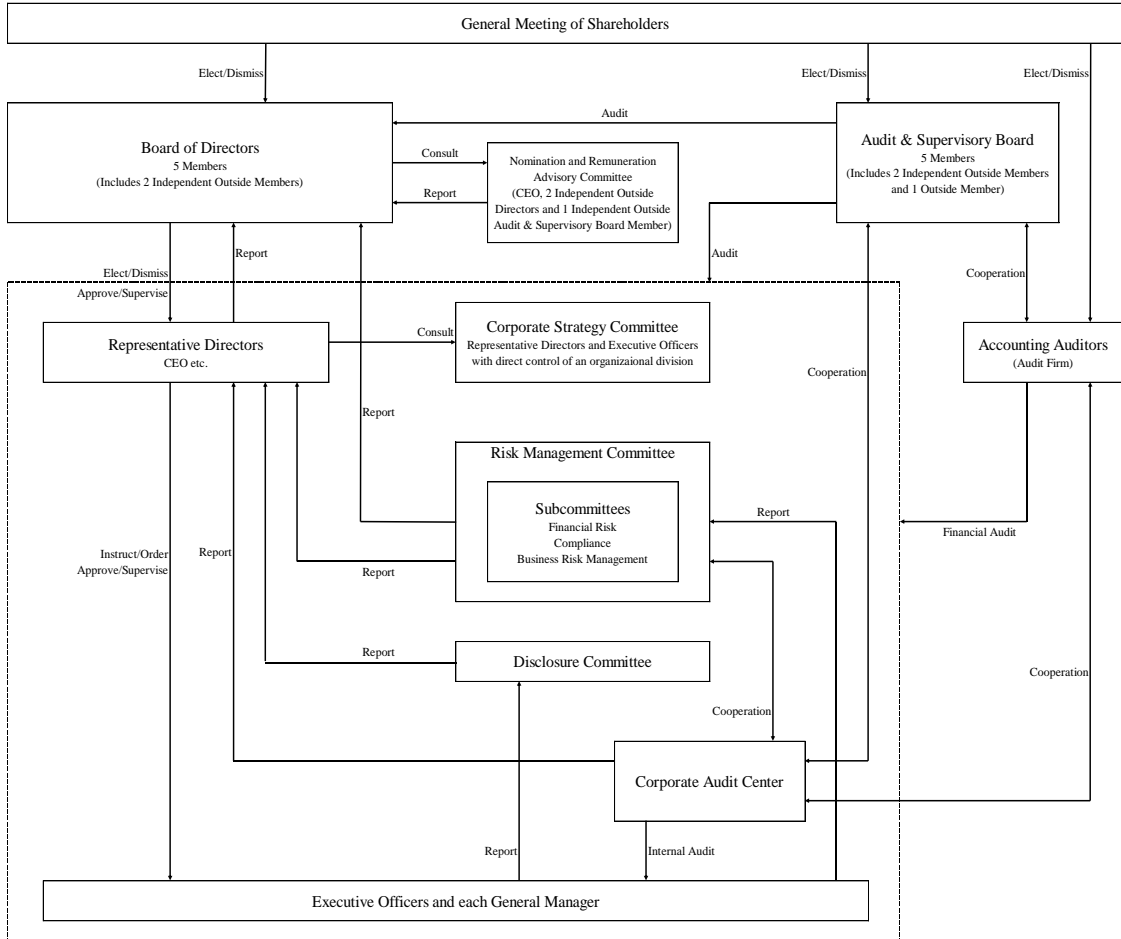 General Meeting of Shareholders
Elect/Dismiss
Elect/Dismiss
Elect/Dismiss
Audit
Board of Directors
5 Members
(Includes 2 Independent Outside Members)
Consult
Report
Nomination and Remuneration
Advisory Committee
(CEO, 2 Independent Outside
Directors and 1 Independent Outside
Audit & Supervisory Board Member)
Audit & Supervisory Board
5 Members
(Includes 2 Independent Outside Members
and 1 Outside Member)
Report
Audit
Elect/Dismiss
Approve/Supervise
Cooperation
Representative Directors
CEO etc.
Consult
Corporate Strategy Committee
Representative Directors and Executive Officers
with direct control of an organizaional division
Accounting Auditors
(Audit Firm)
Cooperation
Report
Risk Management Committee
Subcommittees
Financial Risk
Compliance
Business Risk Management
Report
Financial Audit
Instruct/Order
Approve/Supervise
Report
Report
Report
Disclosure Committee
Cooperation
Cooperation
Corporate Audit Center
Report
Internal Audit
Executive Officers and each General Manager